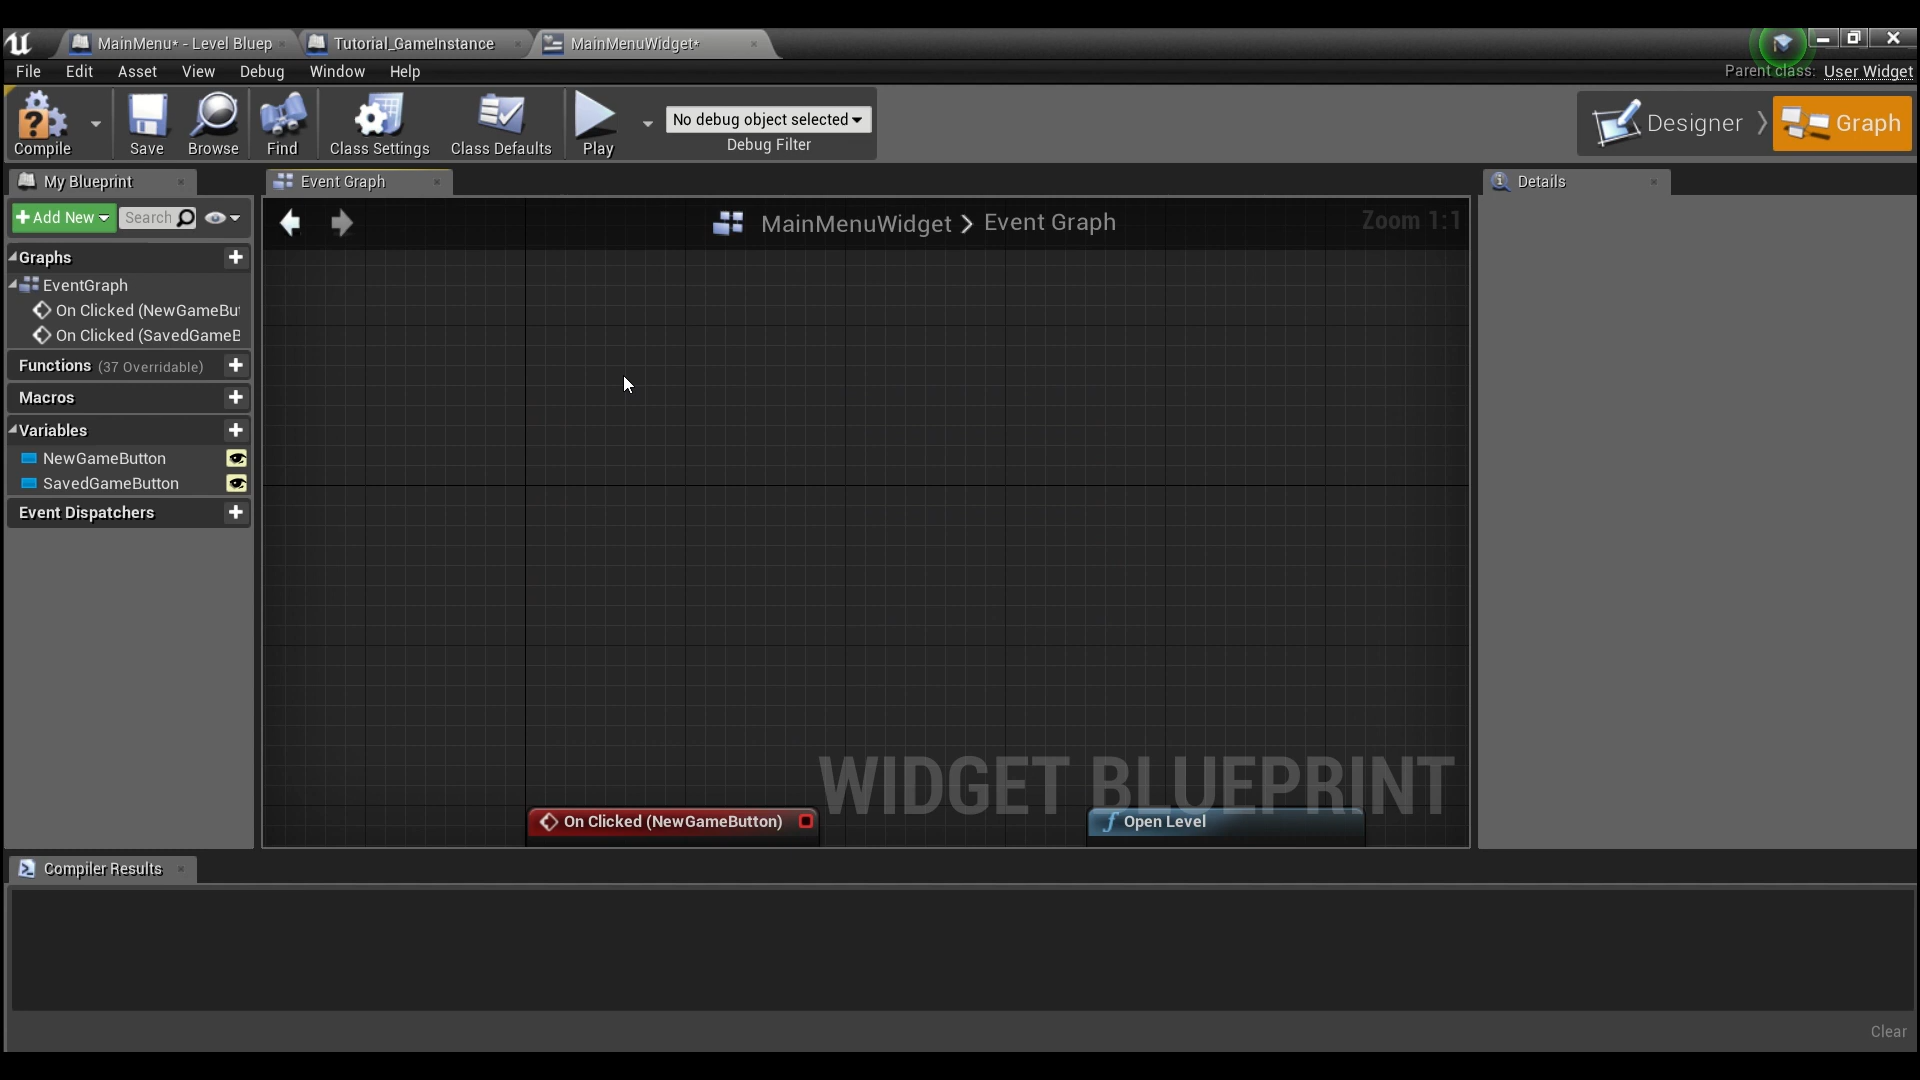 MainMenu* - Level Bluep
Tutorial_GameInstance
MainMenuWidget*
File Edit Asset View Debug Window Help
Parent class: User Widget
Compile
Save
Browse
Find
Class Settings
Class Defaults
Play
No debug object selected
Debug Filter
Designer
Graph
My Blueprint
Event Graph
Details
Add New
Search
MainMenuWidget > Event Graph
Zoom 1:1
Graphs
EventGraph
On Clicked (NewGameBut
On Clicked (SavedGameB
Functions (37 Overridable)
Macros
Variables
NewGameButton
SavedGameButton
Event Dispatchers
WIDGET BLUEPRINT
On Clicked (NewGameButton)
f Open Level
Compiler Results
Clear